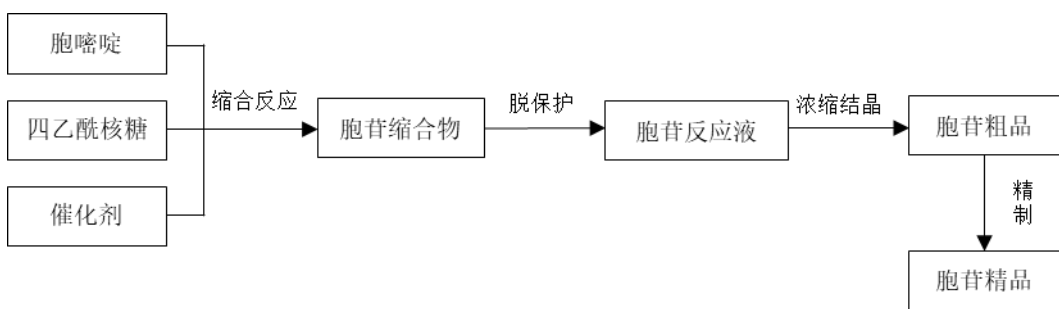 胞嘧啶
四乙酰核糖
催化剂
缩合反应
胞苷缩合物
脱保护
胞苷反应液
浓缩结晶
胞苷粗品
精
制
胞苷精品